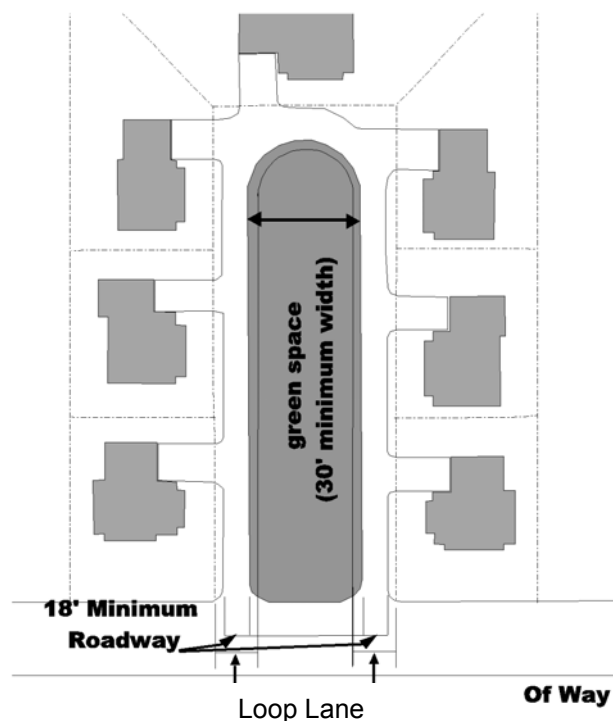 green space
(30' minimum width)
18' Minimum
Roadway
Of Way
Loop Lane